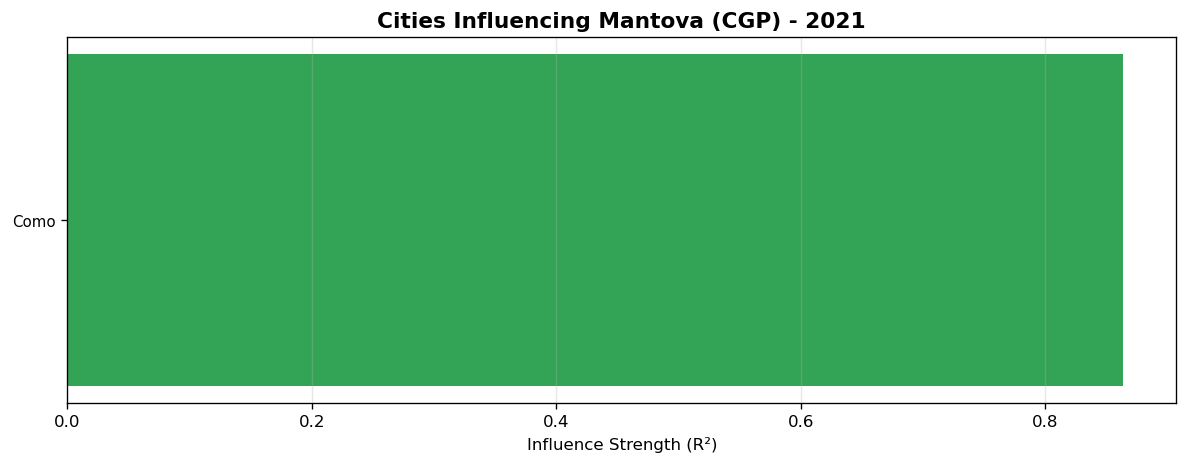 Cities Influencing Mantova (CGP) - 2021
Como
0.0 0.2 0.4 0.6 0.8
Influence Strength (R²)